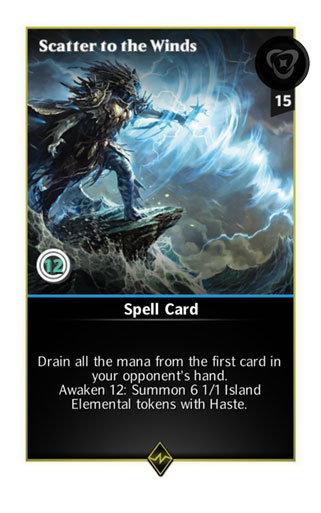 Scatter to the Winds
15
12
Spell Card
Drain all the mana from the first card in
your opponent's hand.
Awaken 12: Summon 6 1/1 Island
Elemental tokens with Haste.